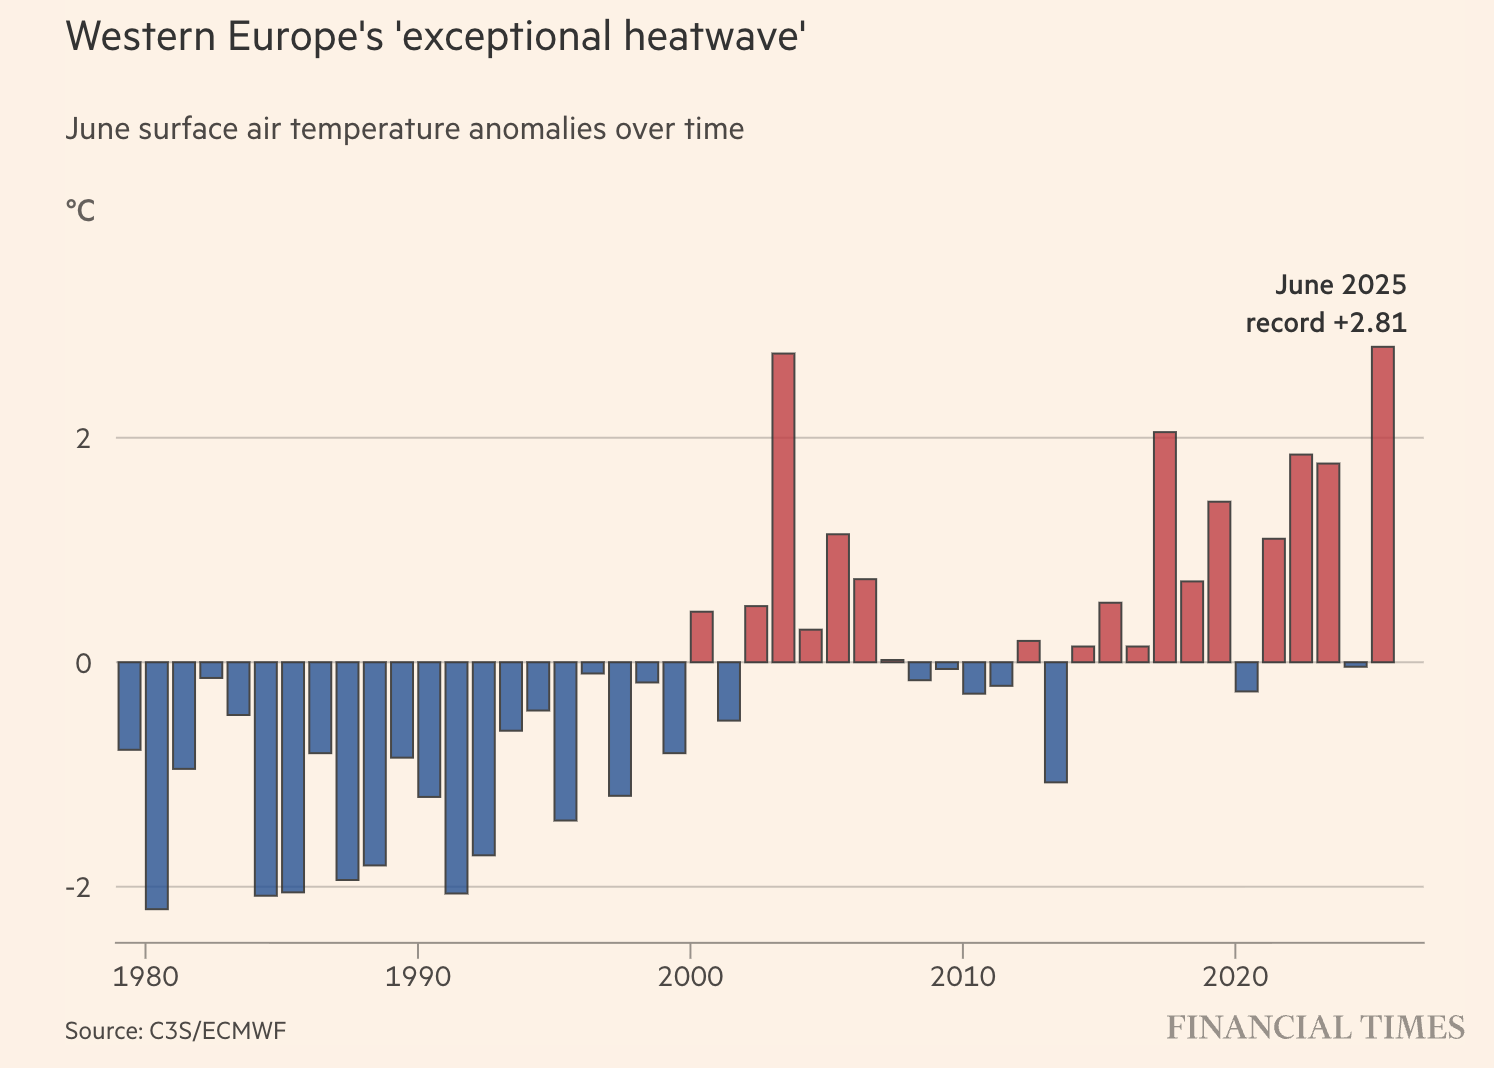 Western Europe's 'exceptional heatwave'
June surface air temperature anomalies over time
°C
June 2025
record +2.81
2
0
-2
1980 1990 2000 2010 2020
Source: C3S/ECMWF
FINANCIAL TIMES